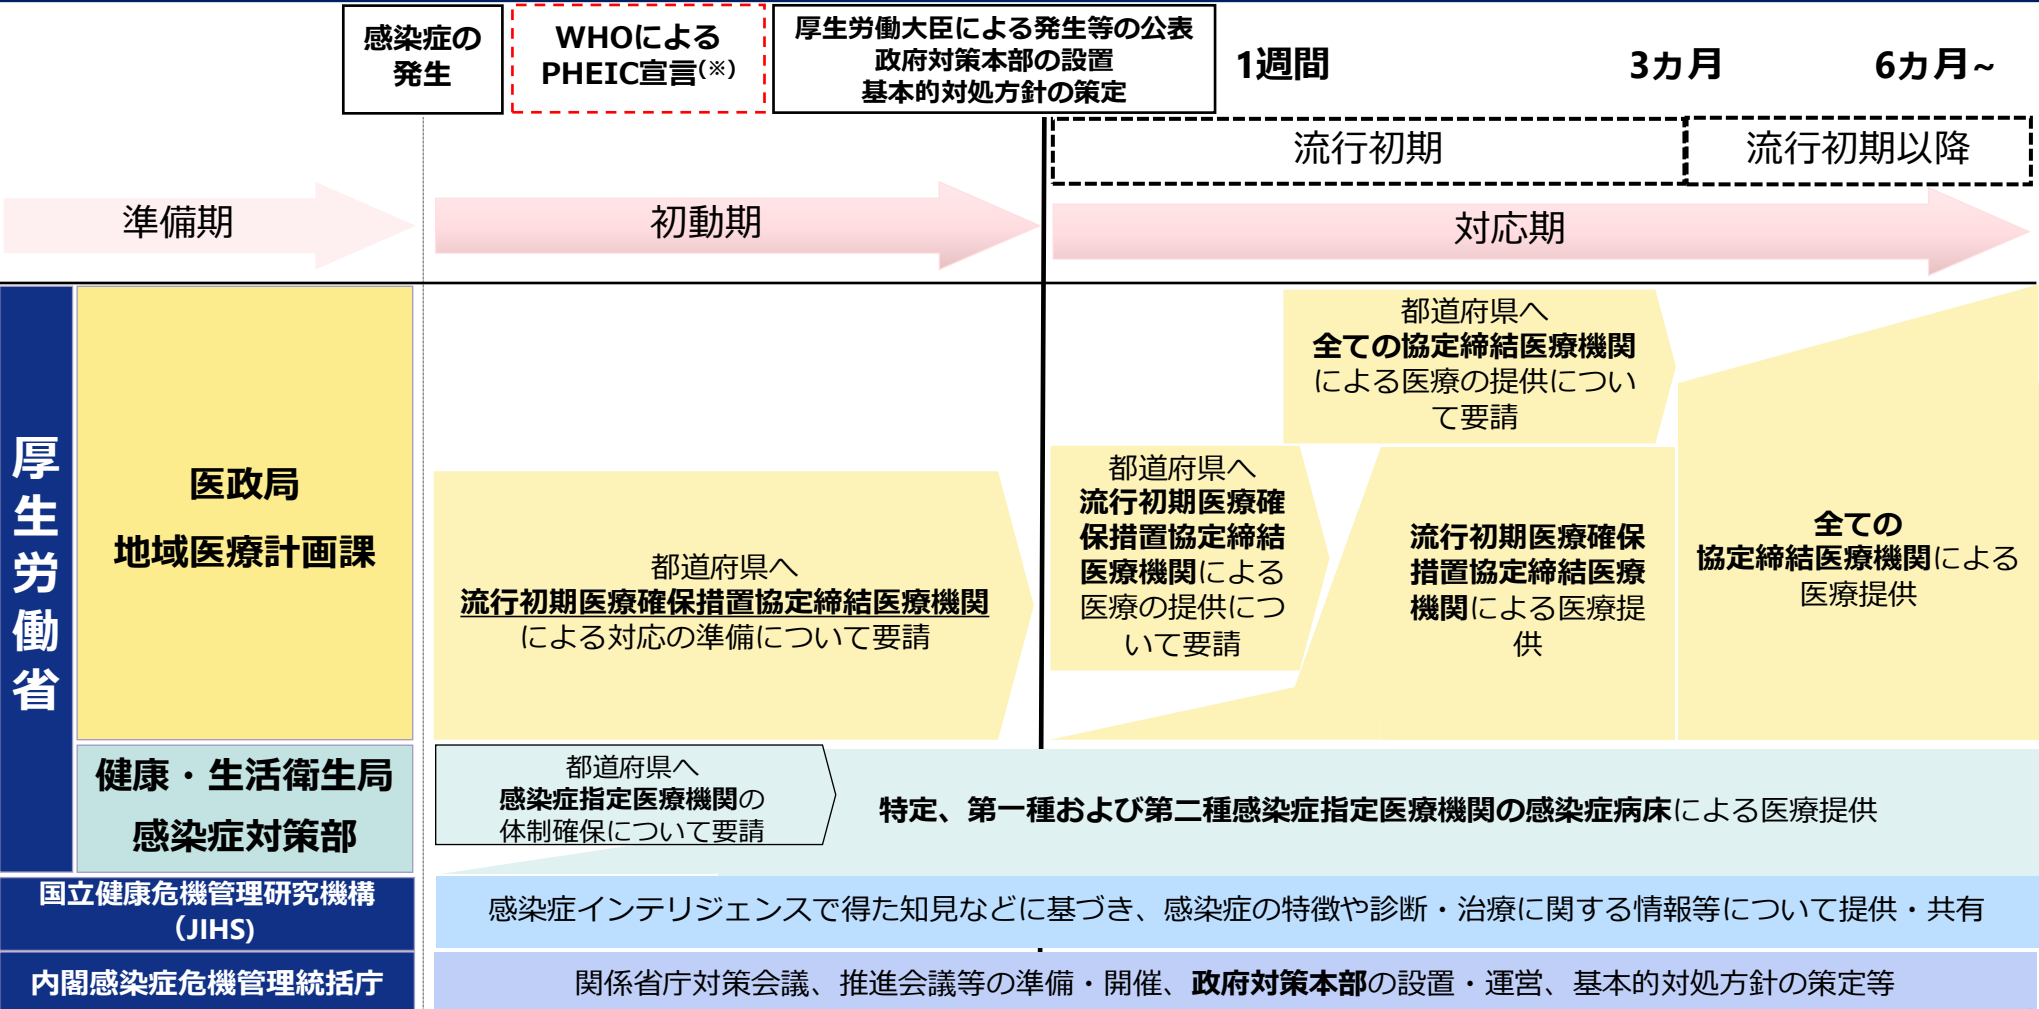 感染症の
発生
WHOによる
PHEIC宣言(※)
厚生労働大臣による発生等の公表
政府対策本部の設置
基本的対処方針の策定
1週間
3カ月
6カ月~
流行初期
流行初期以降
準備期
初動期
対応期
厚生労働省
医政局
地域医療計画課
都道府県へ
流行初期医療確保措置協定締結医療機関
による対応の準備について要請
都道府県へ
流行初期医療確
保措置協定締結
医療機関による
医療の提供につ
いて要請
都道府県へ
全ての協定締結医療機関
による医療の提供につい
て要請
流行初期医療確保
措置協定締結医療
機関による医療提
供
全ての
協定締結医療機関による
医療提供
健康・生活衛生局
感染症対策部
都道府県へ
感染症指定医療機関の
体制確保について要請
特定、第一種および第二種感染症指定医療機関の感染症病床による医療提供
国立健康危機管理研究機構
（JIHS)
感染症インテリジェンスで得た知見などに基づき、感染症の特徴や診断・治療に関する情報等について提供・共有
内閣感染症危機管理統括庁
関係省庁対策会議、推進会議等の準備・開催、政府対策本部の設置・運営、基本的対処方針の策定等